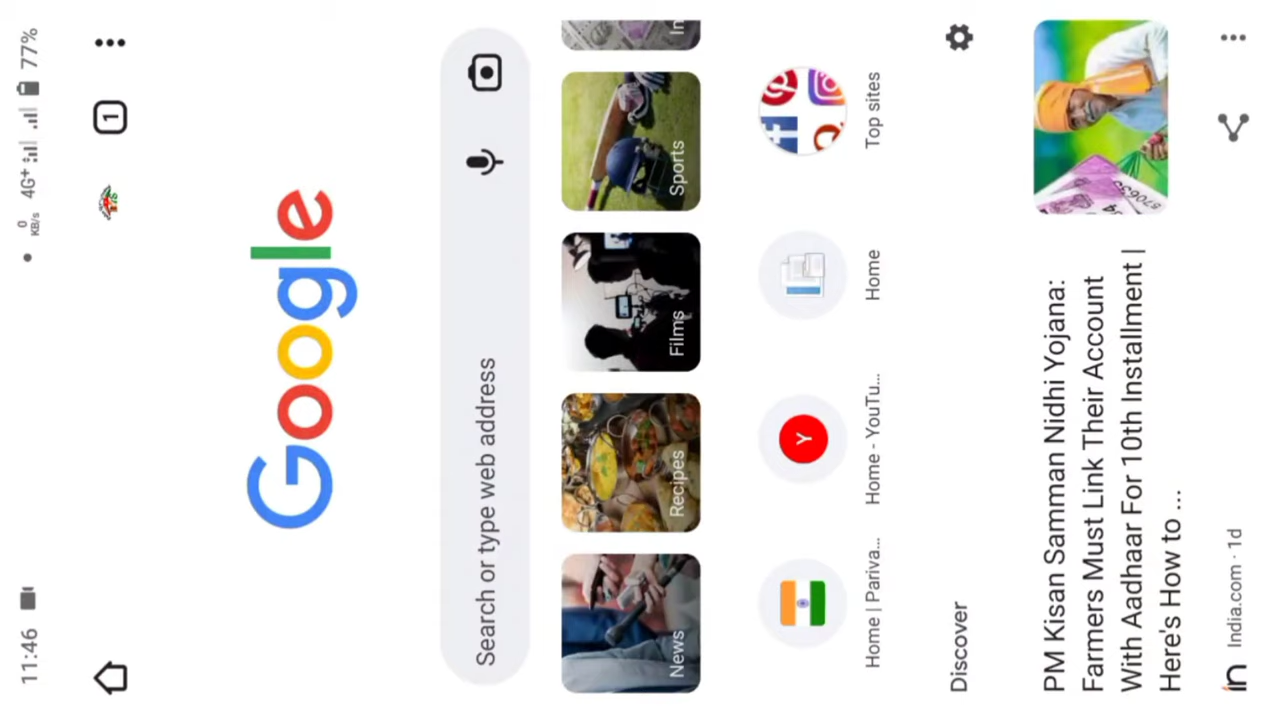 11:46
0
KB/s
4G+
77%
1
Google
Search or type web address
News
Recipes
Films
Sports
In
Home | Pariva...
Home - YouTu...
Home
Top sites
Discover
PM Kisan Samman Nidhi Yojana:
Farmers Must Link Their Account
With Aadhaar For 10th Installment |
Here's How to ...
India.com · 1d